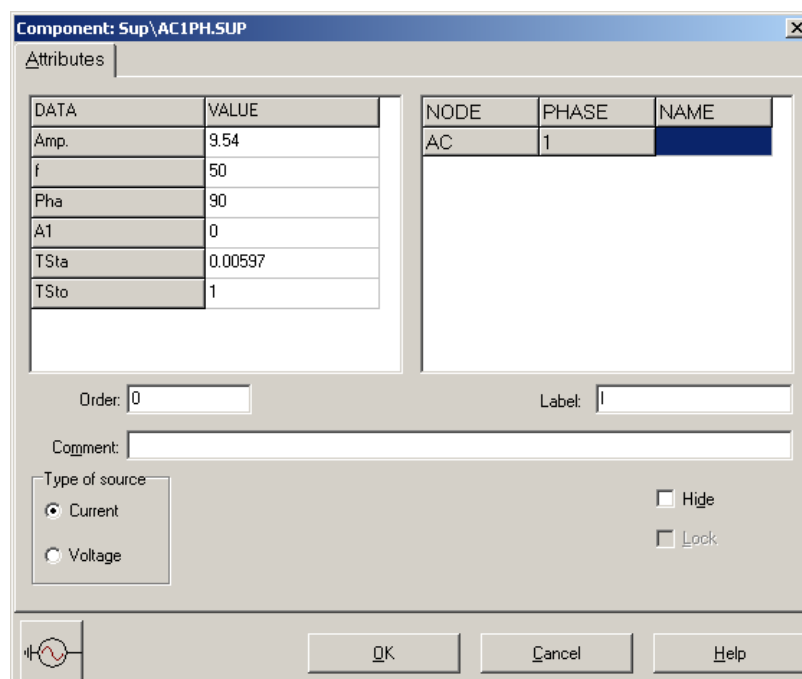 Component: Sup\AC1PH.SUP
Attributes
DATA VALUE NODE PHASE NAME
Amp. 9.54 AC 1
f 50
Pha 90
A1 0
TSta 0.00597
TSto 1
Order: 0 Label: I
Comment:
Type of source
Current Hide
Voltage Lock
OK Cancel Help